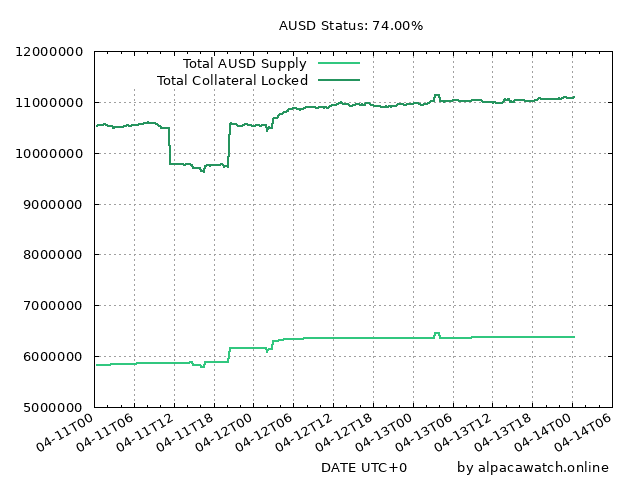 AUSD Status: 74.00%
12000000
11000000
10000000
9000000
8000000
7000000
6000000
5000000
Total AUSD Supply
Total Collateral Locked
04-11T00
04-11T06
04-11T12
04-11T18
04-12T00
04-12T06
04-12T12
04-12T18
04-13T00
04-13T06
04-13T12
04-13T18
04-14T00
04-14T06
DATE UTC+0
by alpacawatch.online